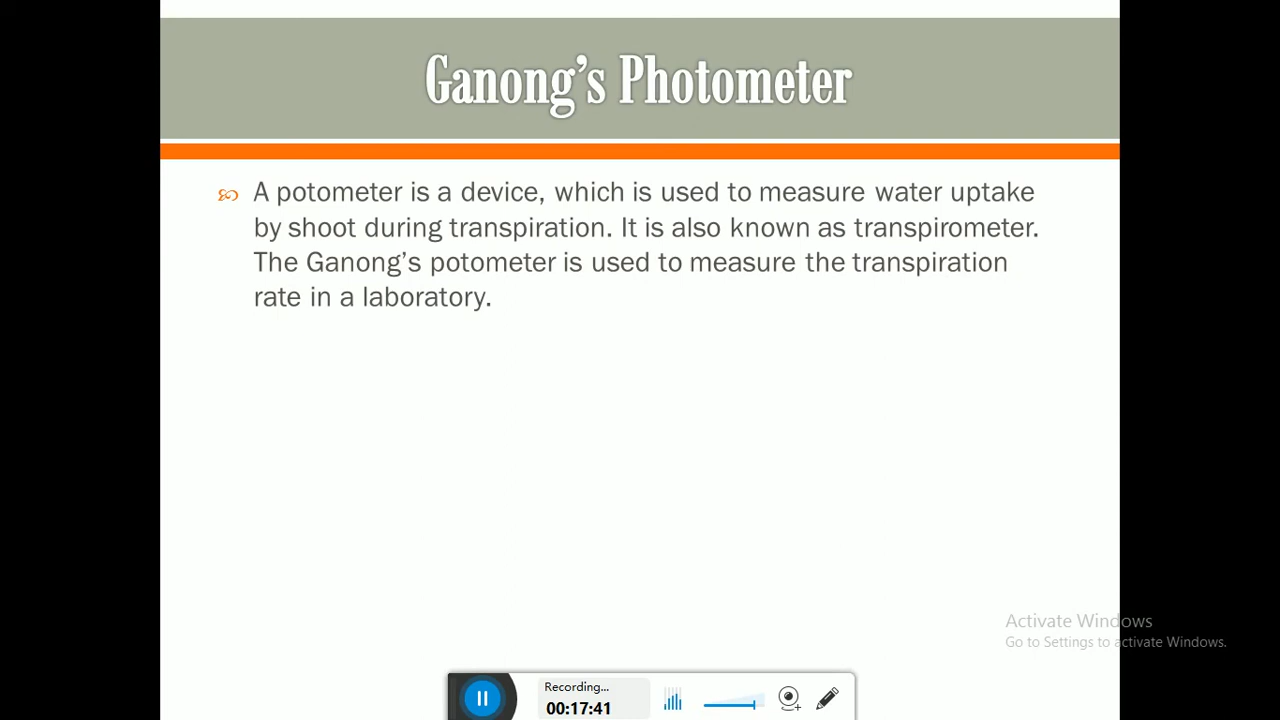 Ganong's Photometer
A potometer is a device, which is used to measure water uptake
by shoot during transpiration. It is also known as transpirometer.
The Ganong's potometer is used to measure the transpiration
rate in a laboratory.
Activate Windows
Go to Settings to activate Windows.
Recording...
00:17:41